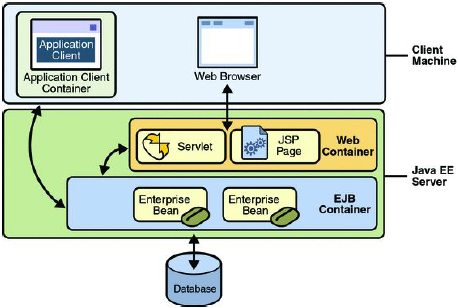 Application
Client
Application Client
Container
Web Browser
Client
Machine
Servlet
JSP
Page
Web
Container
Java EE
Server
Enterprise
Bean
Enterprise
Bean
EJB
Container
Database